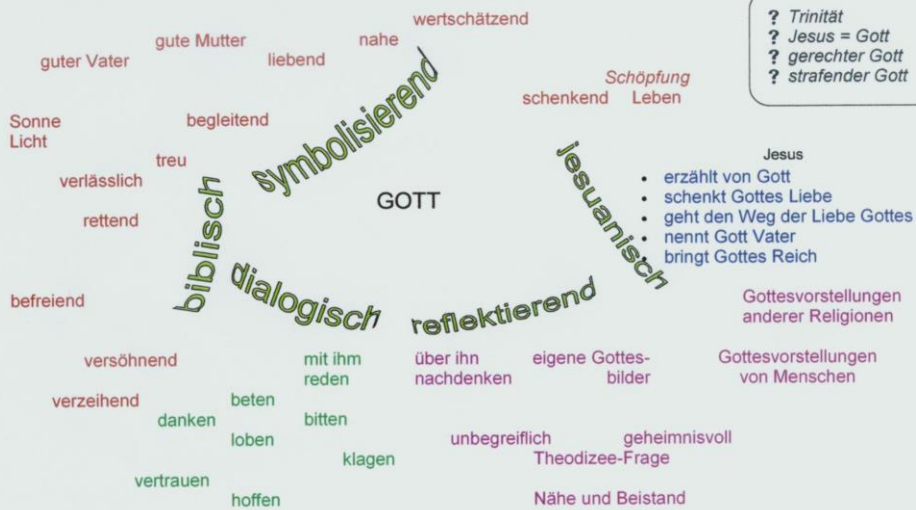 wertschätzend
gute Mutter
nahe
guter Vater
liebend
? Trinität
? Jesus = Gott
? gerechter Gott
? strafender Gott
Schöpfung
schenkend Leben
Sonne
Licht
begleitend
treu
verlässlich
rettend
symbolisierend
GOTT
jesuanisch
Jesus
• erzählt von Gott
• schenkt Gottes Liebe
• geht den Weg der Liebe Gottes
• nennt Gott Vater
• bringt Gottes Reich
biblisch
dialogisch
reflektierend
befreiend
Gottesvorstellungen
anderer Religionen
versöhnend
verzeihend
mit ihm
reden
beten
danken
bitten
loben
klagen
vertrauen
hoffen
über ihn
nachdenken
eigene Gottes-
bilder
Gottesvorstellungen
von Menschen
unbegreiflich
geheimnisvoll
Theodizee-Frage
Nähe und Beistand